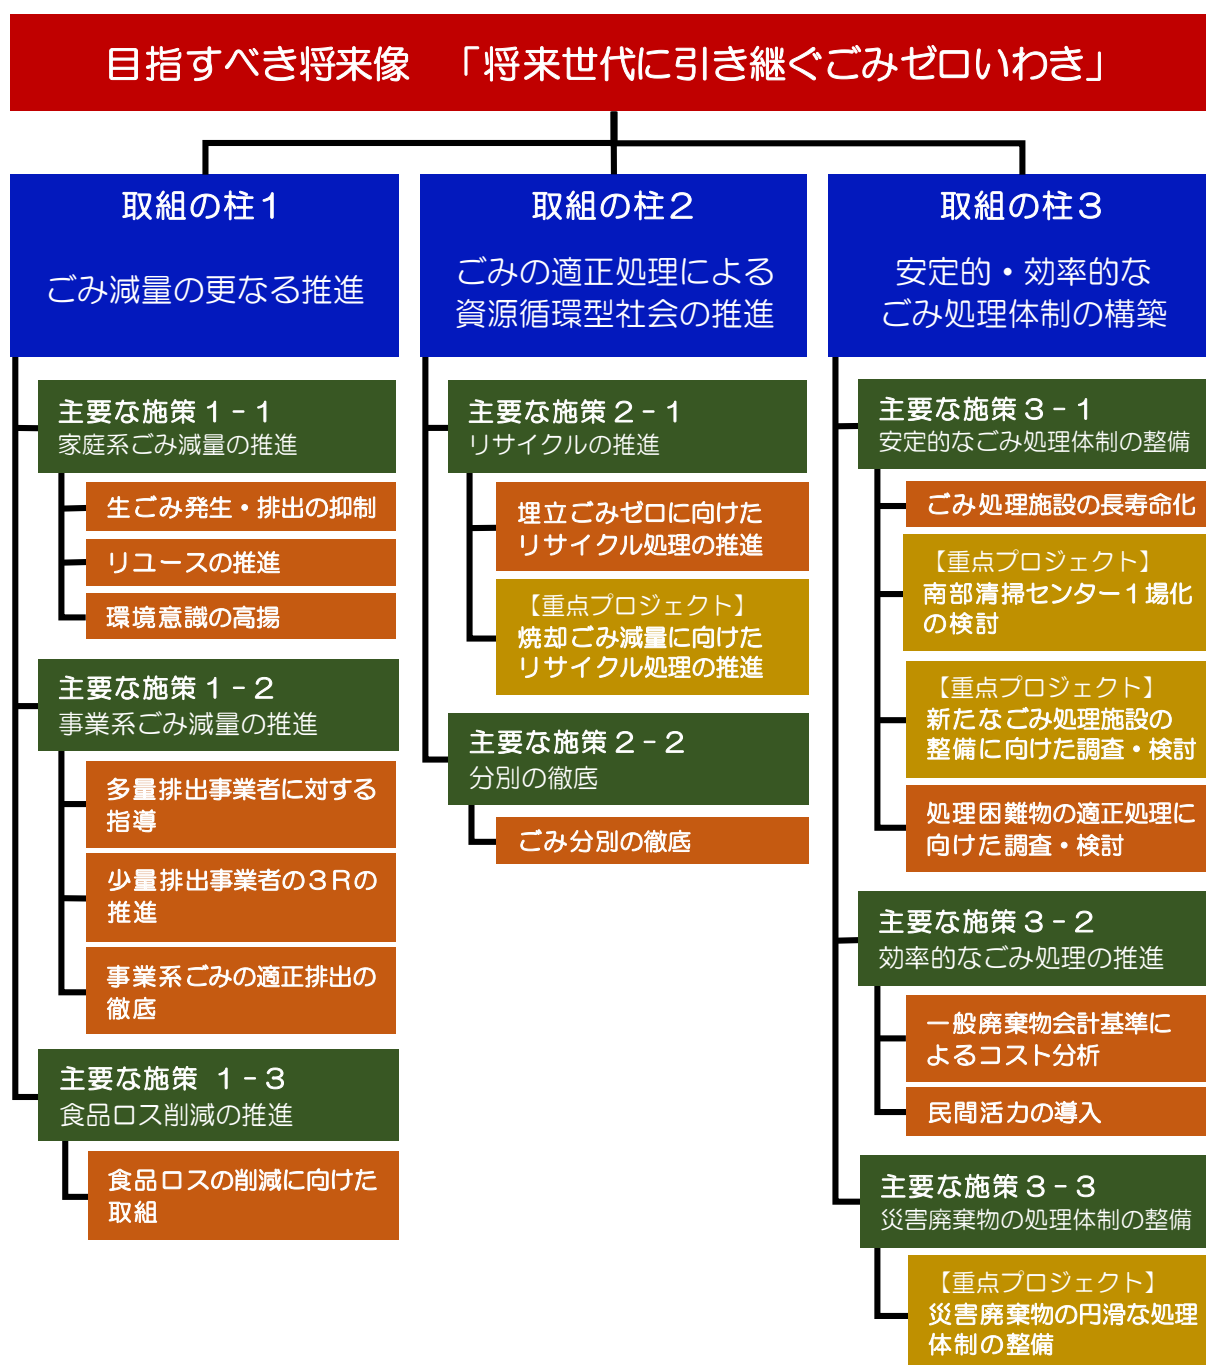 目指すべき将来像　「将来世代に引き継ぐごみゼロいわき」
取組の柱１
ごみ減量の更なる推進
主要な施策１－１
家庭系ごみ減量の推進
生ごみ発生・排出の抑制
リユースの推進
環境意識の高揚
主要な施策１－２
事業系ごみ減量の推進
多量排出事業者に対する
指導
少量排出事業者の３Ｒの
推進
事業系ごみの適正排出の
徹底
主要な施策　１－３
食品ロス削減の推進
食品ロスの削減に向けた
取組
取組の柱２
ごみの適正処理による
資源循環型社会の推進
主要な施策２－１
リサイクルの推進
埋立ごみゼロに向けた
リサイクル処理の推進
【重点プロジェクト】
焼却ごみ減量に向けた
リサイクル処理の推進
主要な施策２－２
分別の徹底
ごみ分別の徹底
取組の柱３
安定的・効率的な
ごみ処理体制の構築
主要な施策３－１
安定的なごみ処理体制の整備
ごみ処理施設の長寿命化
【重点プロジェクト】
南部清掃センター１場化
の検討
【重点プロジェクト】
新たなごみ処理施設の
整備に向けた調査・検討
処理困難物の適正処理に
向けた調査・検討
主要な施策３－２
効率的なごみ処理の推進
一般廃棄物会計基準に
よるコスト分析
民間活力の導入
主要な施策３－３
災害廃棄物の処理体制の整備
【重点プロジェクト】
災害廃棄物の円滑な処理
体制の整備